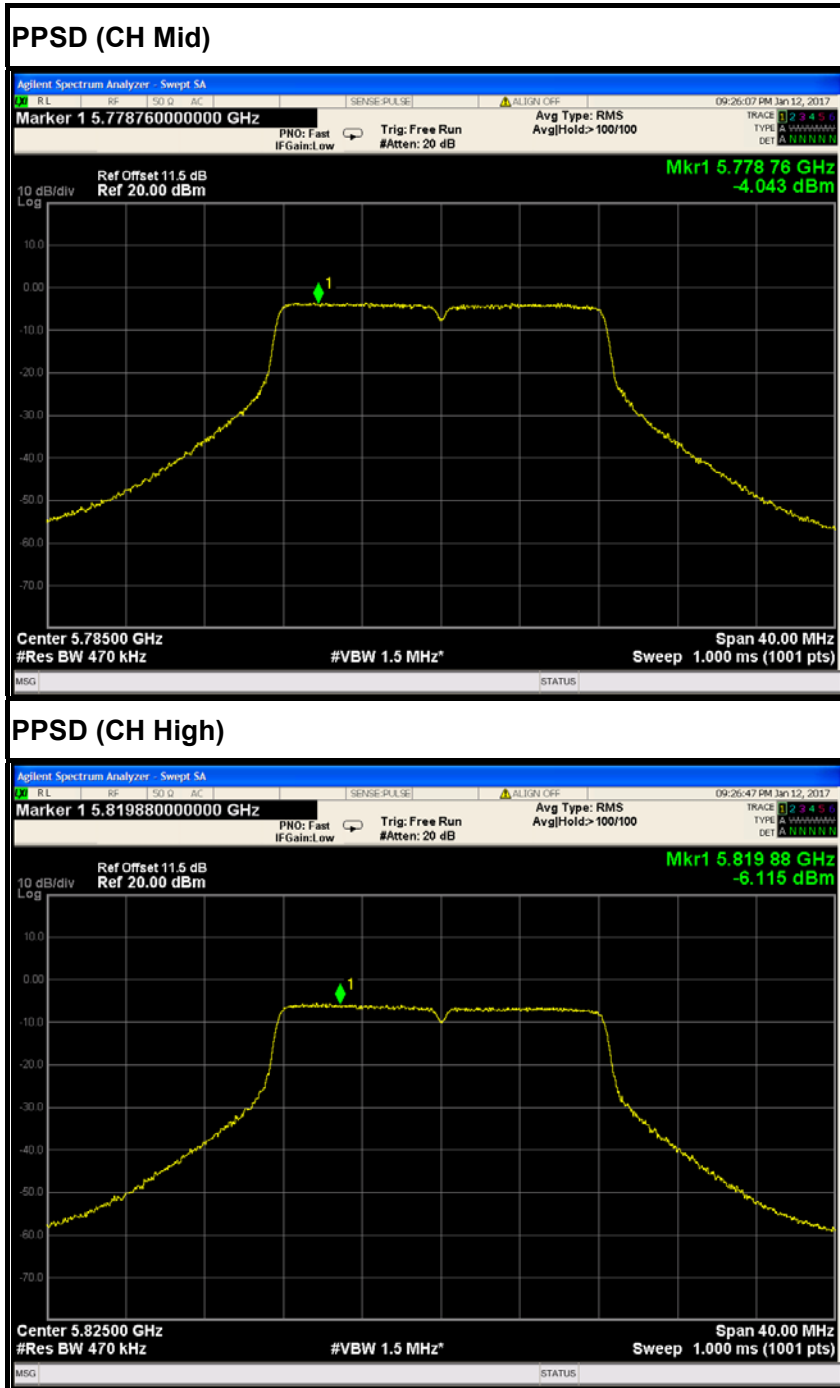 PPSD (CH Mid)
Agilent Spectrum Analyzer - Swept SA
RL RF 50 Ω AC SENSE:PULSE ALIGN OFF 09:26:07 PM Jan 12, 2017
Marker 1 5.778760000000 GHz
PNO: Fast
IFGain:Low
Trig: Free Run
#Atten: 20 dB
Avg Type: RMS
Avg|Hold:> 100/100
TRACE 1 2 3 4 5 6
TYPE A WWWWW
DET A N N N N N
Mkr1 5.778 76 GHz
-4.043 dBm
Ref Offset 11.5 dB
10 dB/div Ref 20.00 dBm
Log
10.0
1
0.00
-10.0
-20.0
-30.0
-40.0
-50.0
-60.0
-70.0
Center 5.78500 GHz Span 40.00 MHz
#Res BW 470 kHz #VBW 1.5 MHz* Sweep 1.000 ms (1001 pts)
MSG STATUS
PPSD (CH High)
Agilent Spectrum Analyzer - Swept SA
RL RF 50 Ω AC SENSE:PULSE ALIGN OFF 09:26:47 PM Jan 12, 2017
Marker 1 5.819880000000 GHz
PNO: Fast
IFGain:Low
Trig: Free Run
#Atten: 20 dB
Avg Type: RMS
Avg|Hold:> 100/100
TRACE 1 2 3 4 5 6
TYPE A WWWWW
DET A N N N N N
Mkr1 5.819 88 GHz
-6.115 dBm
Ref Offset 11.5 dB
10 dB/div Ref 20.00 dBm
Log
10.0
0.00
1
-10.0
-20.0
-30.0
-40.0
-50.0
-60.0
-70.0
Center 5.82500 GHz Span 40.00 MHz
#Res BW 470 kHz #VBW 1.5 MHz* Sweep 1.000 ms (1001 pts)
MSG STATUS